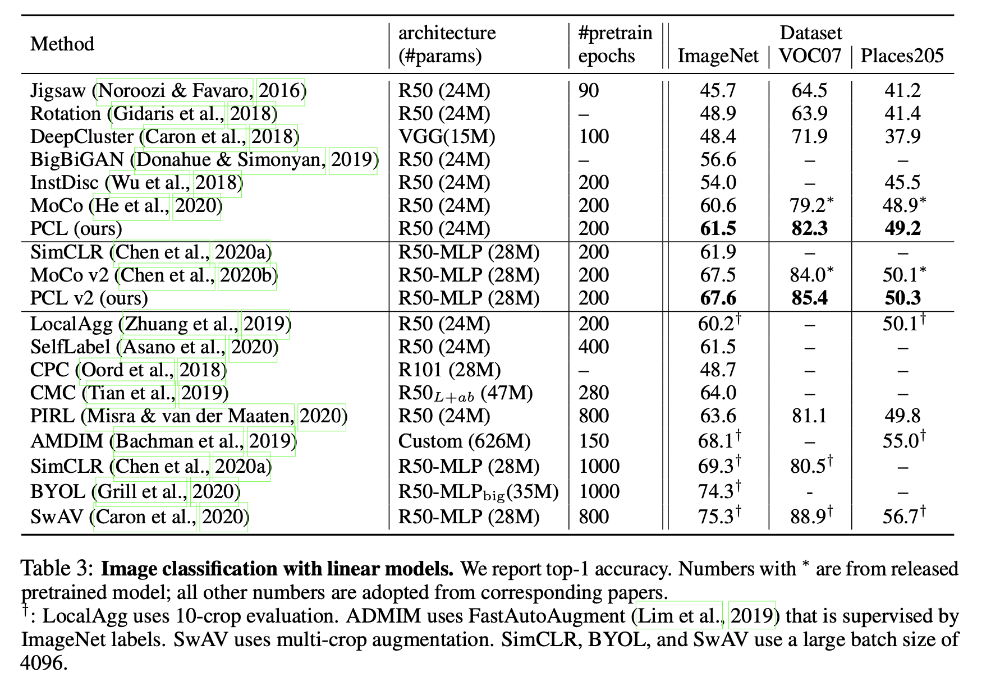 Method architecture #pretrain Dataset
(#params) epochs ImageNet VOC07 Places205
Jigsaw (Noroozi & Favaro, 2016) R50 (24M) 90 45.7 64.5 41.2
Rotation (Gidaris et al., 2018) R50 (24M) – 48.9 63.9 41.4
DeepCluster (Caron et al., 2018) VGG(15M) 100 48.4 71.9 37.9
BigBiGAN (Donahue & Simonyan, 2019) R50 (24M) – 56.6 – –
InstDisc (Wu et al., 2018) R50 (24M) 200 54.0 – 45.5
MoCo (He et al., 2020) R50 (24M) 200 60.6 79.2* 48.9*
PCL (ours) R50 (24M) 200 61.5 82.3 49.2
SimCLR (Chen et al., 2020a) R50-MLP (28M) 200 61.9 – –
MoCo v2 (Chen et al., 2020b) R50-MLP (28M) 200 67.5 84.0* 50.1*
PCL v2 (ours) R50-MLP (28M) 200 67.6 85.4 50.3
LocalAgg (Zhuang et al., 2019) R50 (24M) 200 60.2† – 50.1†
SelfLabel (Asano et al., 2020) R50 (24M) 400 61.5 – –
CPC (Oord et al., 2018) R101 (28M) – 48.7 – –
CMC (Tian et al., 2019) R50L+ab (47M) 280 64.0 – –
PIRL (Misra & van der Maaten, 2020) R50 (24M) 800 63.6 81.1 49.8
AMDIM (Bachman et al., 2019) Custom (626M) 150 68.1† – 55.0†
SimCLR (Chen et al., 2020a) R50-MLP (28M) 1000 69.3† 80.5† –
BYOL (Grill et al., 2020) R50-MLPbig(35M) 1000 74.3† - –
SwAV (Caron et al., 2020) R50-MLP (28M) 800 75.3† 88.9† 56.7†
Table 3: Image classification with linear models. We report top-1 accuracy. Numbers with * are from released
pretrained model; all other numbers are adopted from corresponding papers.
†: LocalAgg uses 10-crop evaluation. ADMIM uses FastAutoAugment (Lim et al., 2019) that is supervised by
ImageNet labels. SwAV uses multi-crop augmentation. SimCLR, BYOL, and SwAV use a large batch size of
4096.